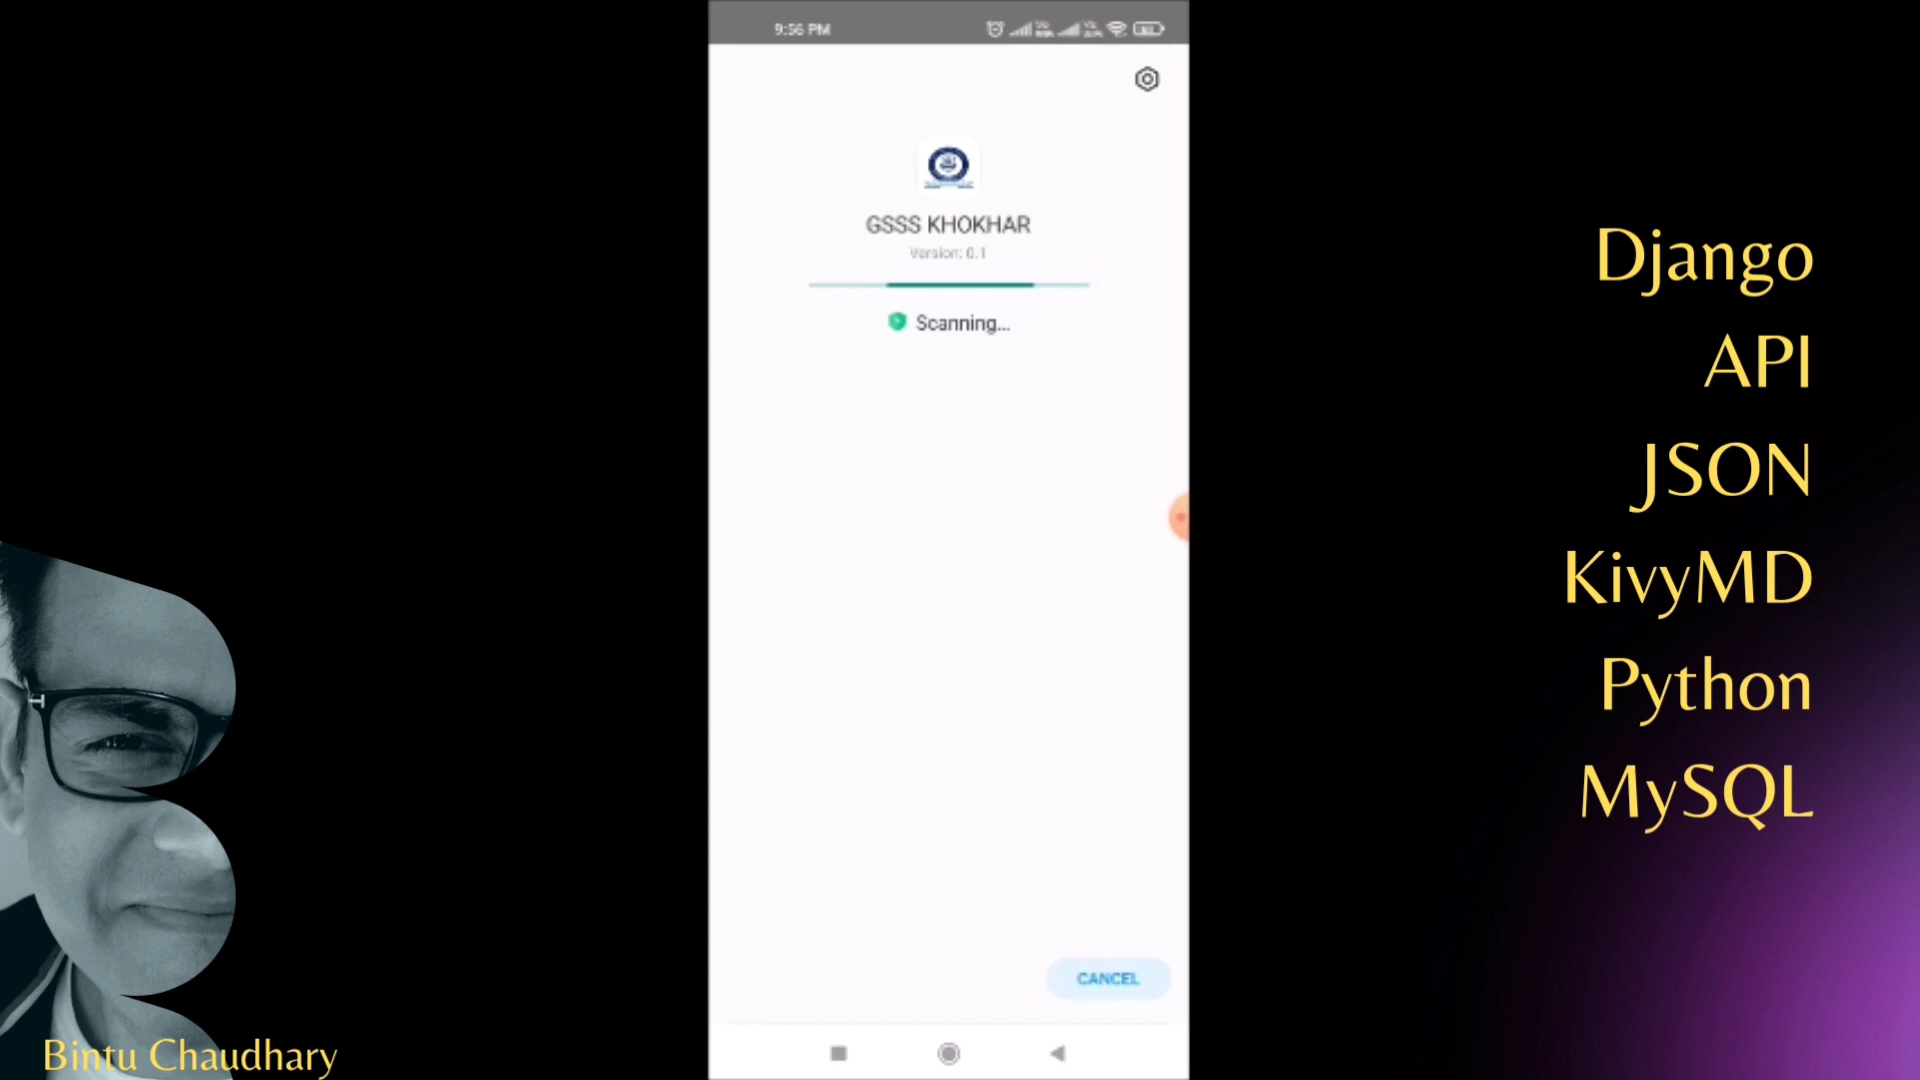 9:56 PM
GSSS KHOKHAR
Version: 0.1
Scanning...
CANCEL
Django
API
JSON
KivyMD
Python
MySQL
Bintu Chaudhary